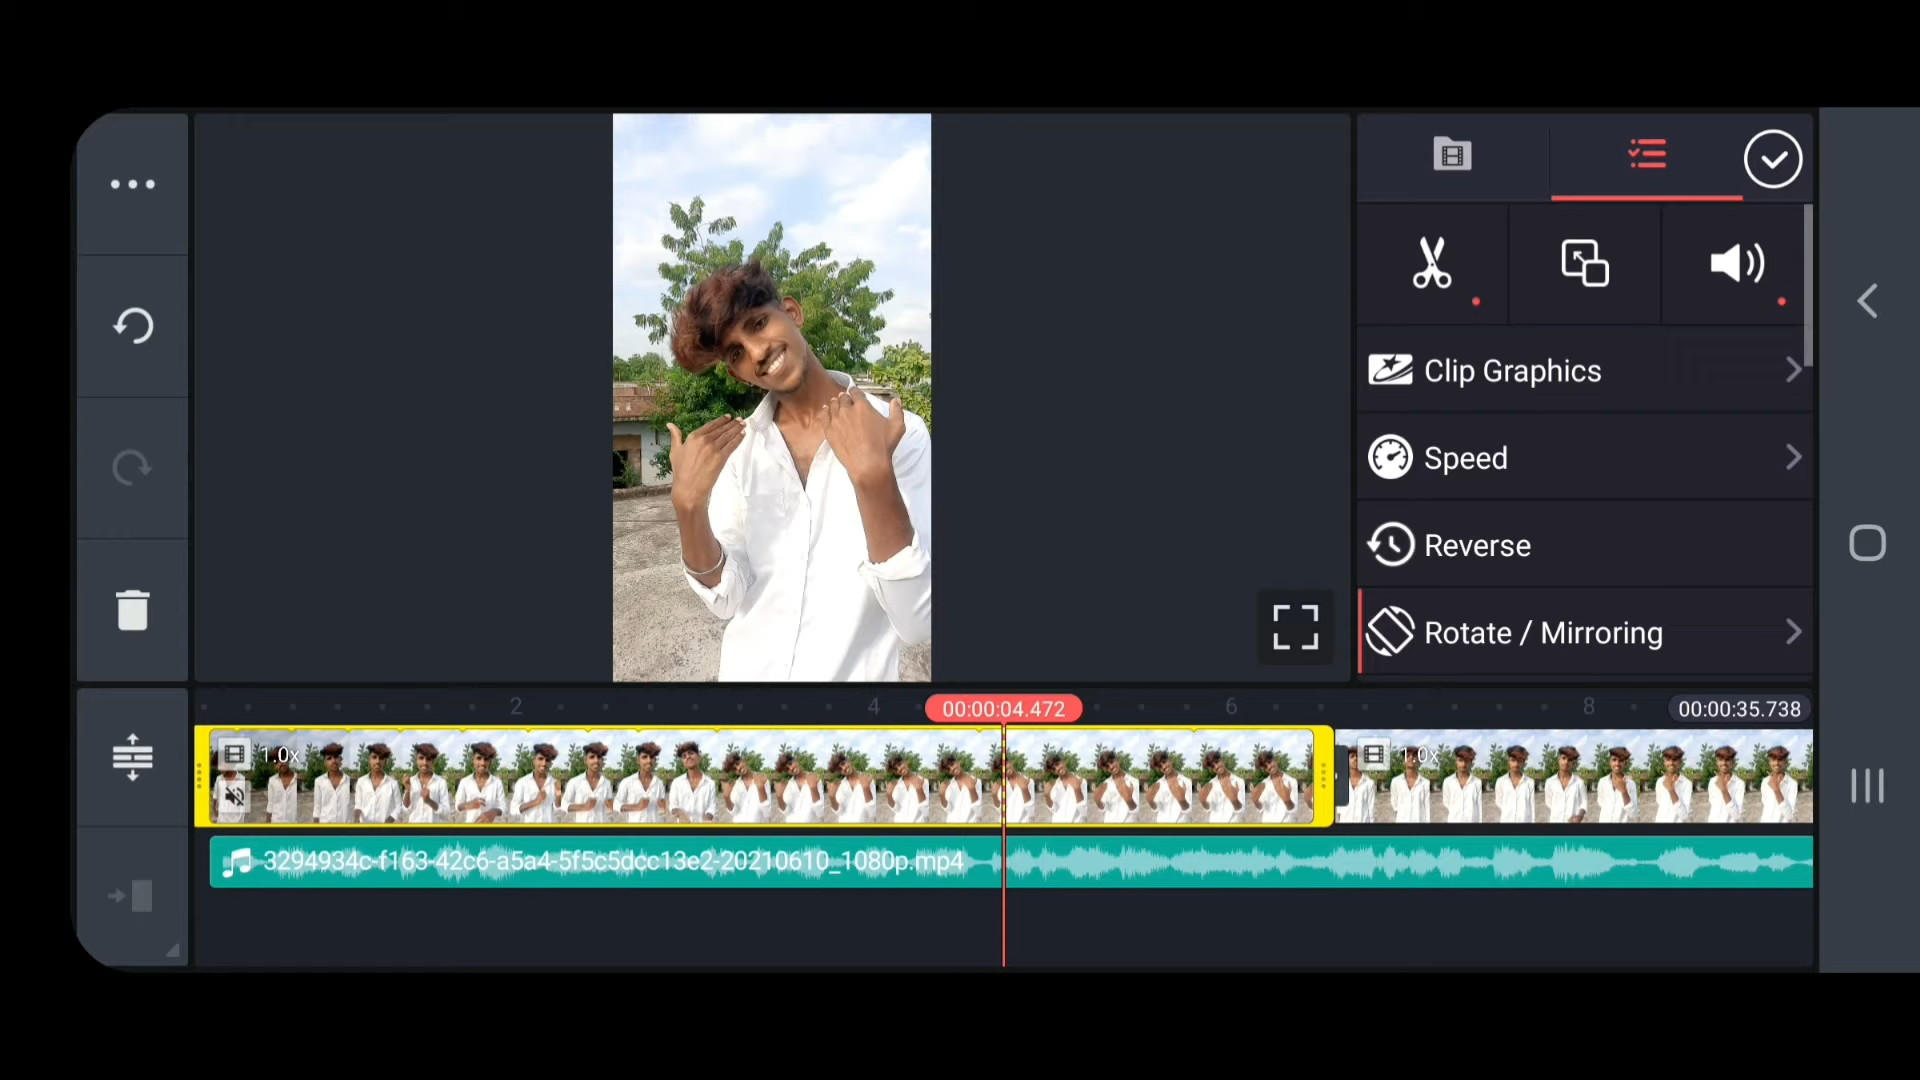 Clip Graphics
Speed
Reverse
Rotate / Mirroring
2
4
00:00:04.472
6
8
00:00:35.738
1.0x
1.0x
3294934c-f163-42c6-a5a4-5f5c5dcc13e2-20210610_1080p.mp4